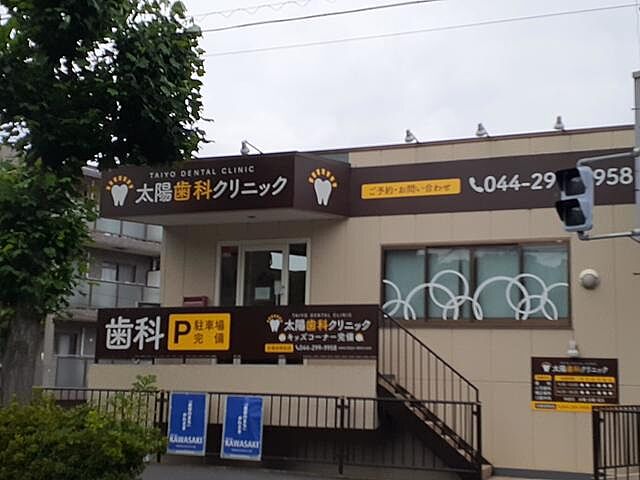 TAIYO DENTAL CLINIC
太陽歯科クリニック
ご予約・お問い合わせ
044-29 958
歯科
P 駐車場完備
TAIYO DENTAL CLINIC
太陽歯科クリニック
キッズコーナー完備
044-299-9958
太陽歯科クリニック
KAWASAKI
KAWASAKI